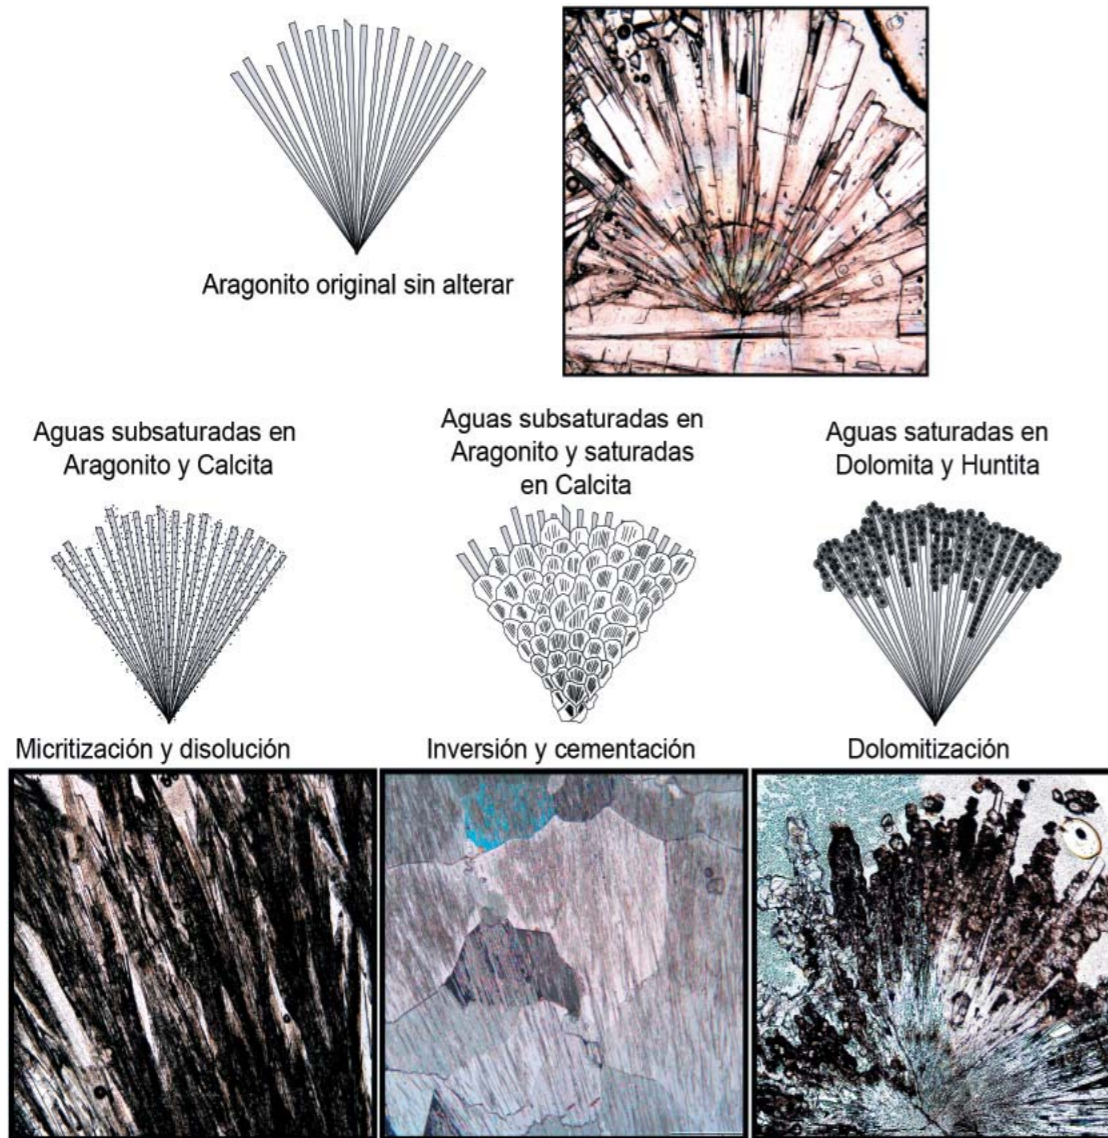 Aragonito original sin alterar
Aguas subsaturadas en
Aragonito y Calcita
Aguas subsaturadas en
Aragonito y saturadas
en Calcita
Aguas saturadas en
Dolomita y Huntita
Micritización y disolución
Inversión y cementación
Dolomitización